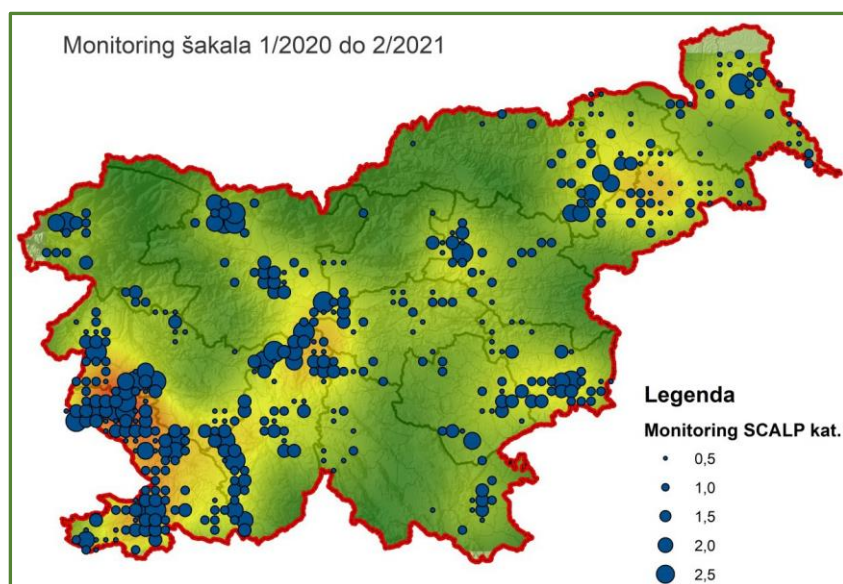 Monitoring šakala 1/2020 do 2/2021
Legenda
Monitoring SCALP kat.
0,5
1,0
1,5
2,0
2,5